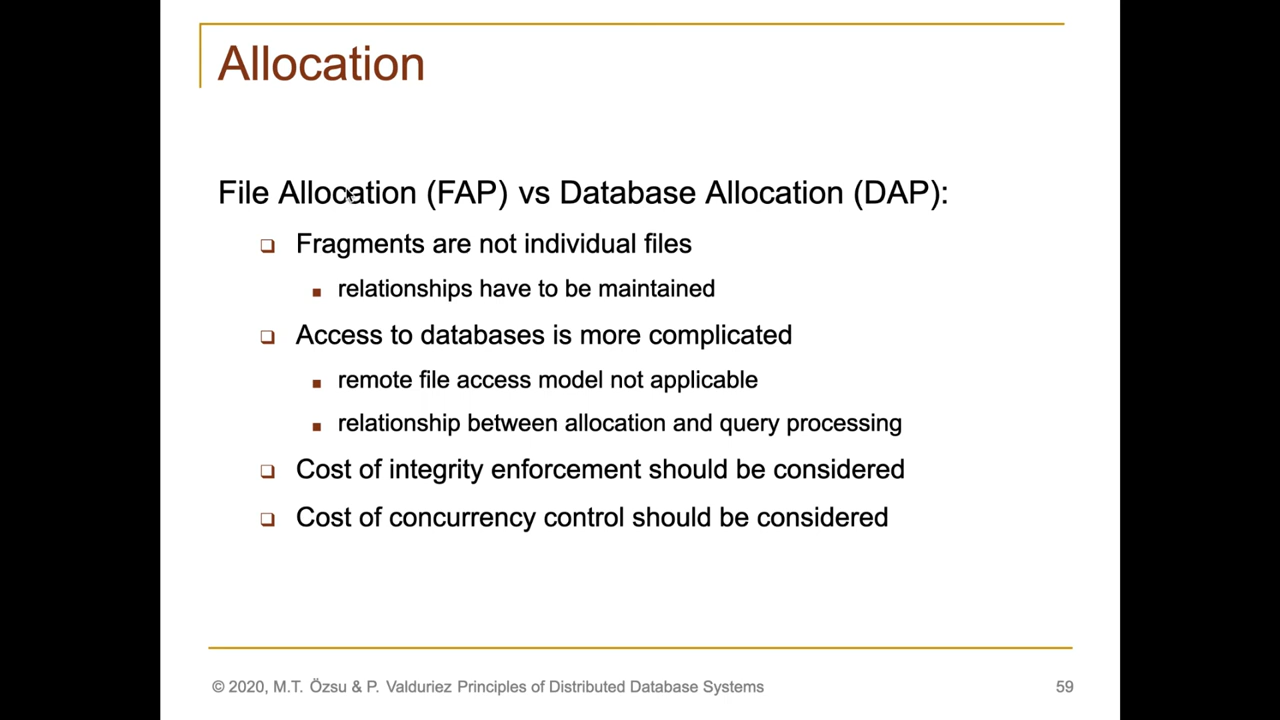 Allocation
File Allocation (FAP) vs Database Allocation (DAP):
❑ Fragments are not individual files
■ relationships have to be maintained
❑ Access to databases is more complicated
■ remote file access model not applicable
■ relationship between allocation and query processing
❑ Cost of integrity enforcement should be considered
❑ Cost of concurrency control should be considered
© 2020, M.T. Özsu & P. Valduriez Principles of Distributed Database Systems
59